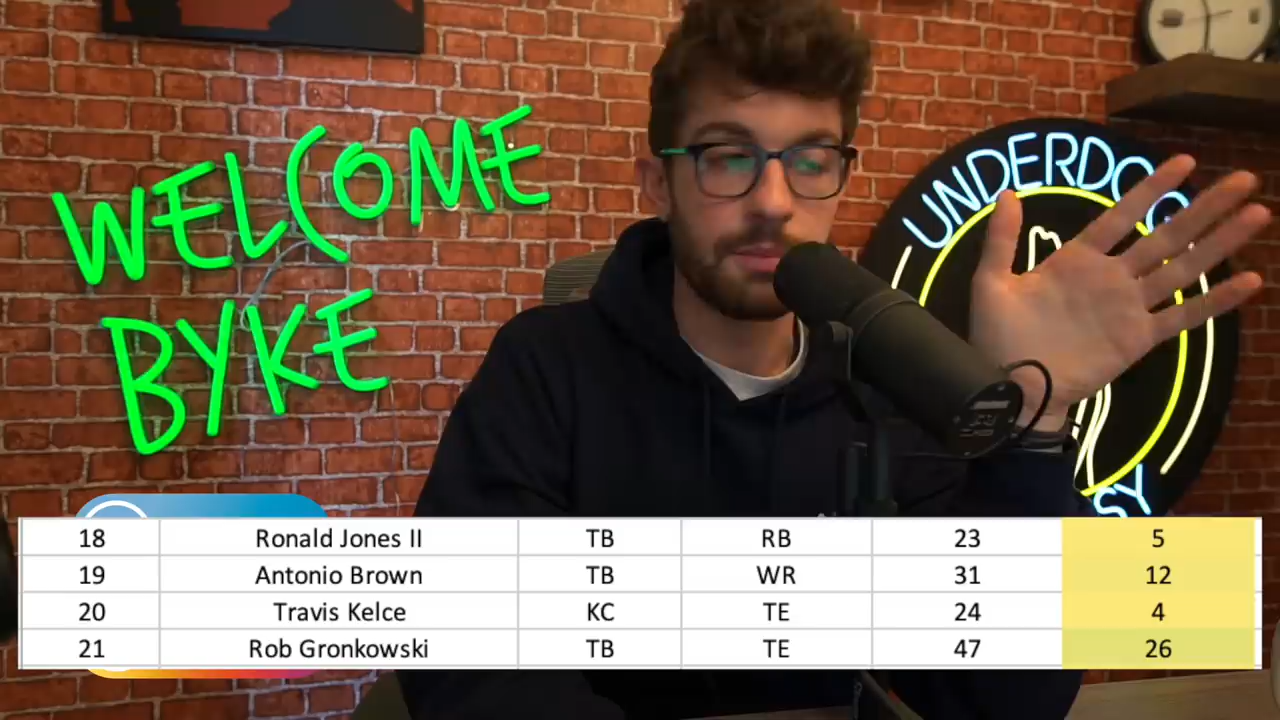 WELCOME
BYKE
UNDERDOG
SY
18 Ronald Jones II TB RB 23 5
19 Antonio Brown TB WR 31 12
20 Travis Kelce KC TE 24 4
21 Rob Gronkowski TB TE 47 26